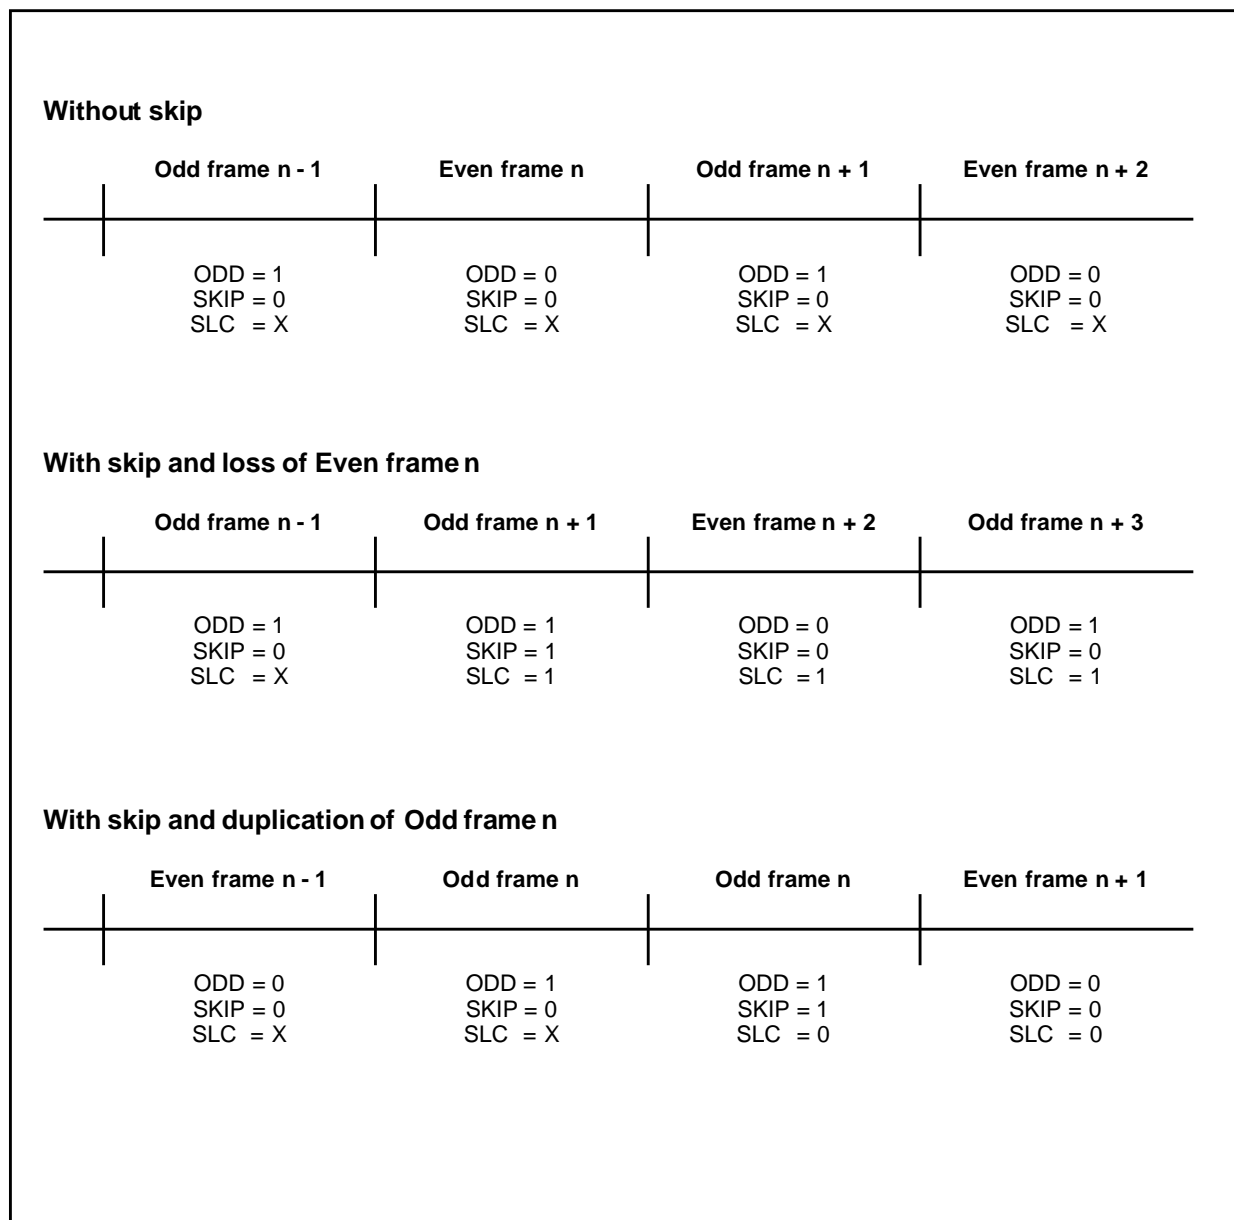 Without skip
Odd frame n - 1 Even frame n Odd frame n + 1 Even frame n + 2
ODD = 1 ODD = 0 ODD = 1 ODD = 0
SKIP = 0 SKIP = 0 SKIP = 0 SKIP = 0
SLC = X SLC = X SLC = X SLC = X
With skip and loss of Even frame n
Odd frame n - 1 Odd frame n + 1 Even frame n + 2 Odd frame n + 3
ODD = 1 ODD = 1 ODD = 0 ODD = 1
SKIP = 0 SKIP = 1 SKIP = 0 SKIP = 0
SLC = X SLC = 1 SLC = 1 SLC = 1
With skip and duplication of Odd frame n
Even frame n - 1 Odd frame n Odd frame n Even frame n + 1
ODD = 0 ODD = 1 ODD = 1 ODD = 0
SKIP = 0 SKIP = 0 SKIP = 1 SKIP = 0
SLC = X SLC = X SLC = 0 SLC = 0